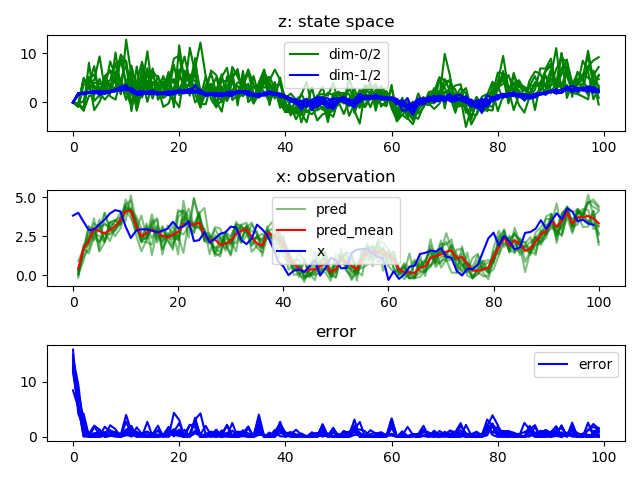 z: state space
10
0
dim-0/2
dim-1/2
0 20 40 60 80 100
x: observation
5.0
2.5
0.0
pred
pred_mean
x
0 20 40 60 80 100
error
10
0
error
0 20 40 60 80 100